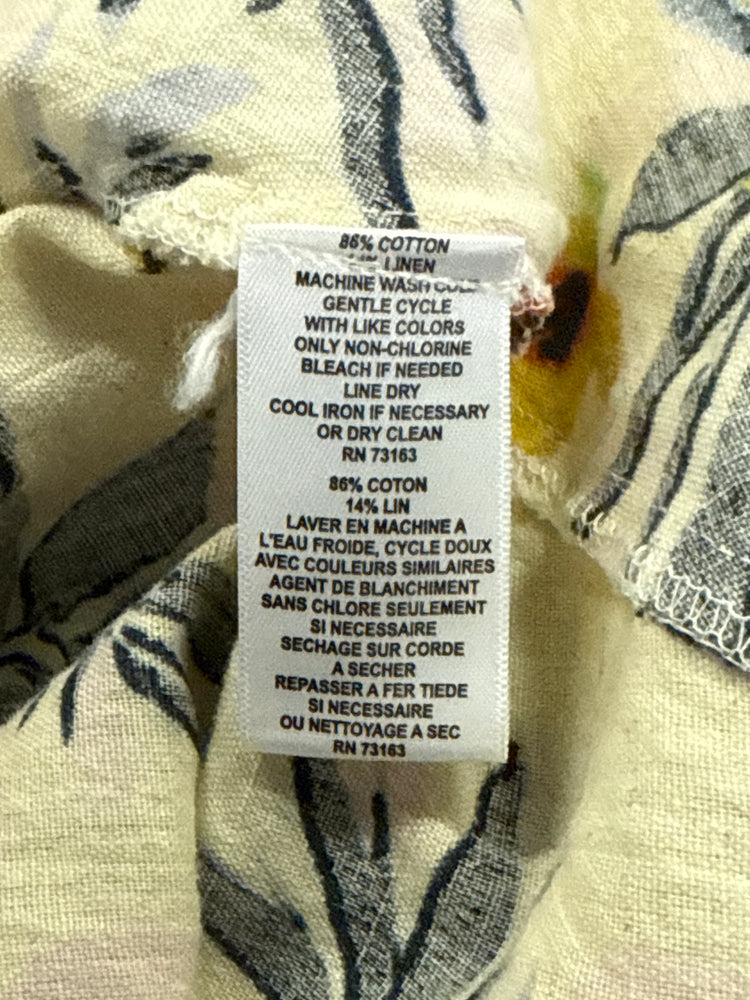 86% COTTON
LINEN
MACHINE WASH COLD
GENTLE CYCLE
WITH LIKE COLORS
ONLY NON-CHLORINE
BLEACH IF NEEDED
LINE DRY
COOL IRON IF NECESSARY
OR DRY CLEAN
RN 73163
86% COTON
14% LIN
LAVER EN MACHINE A
L'EAU FROIDE, CYCLE DOUX
AVEC COULEURS SIMILAIRES
AGENT DE BLANCHIMENT
SANS CHLORE SEULEMENT
SI NECESSAIRE
SECHAGE SUR CORDE
A SECHER
REPASSER A FER TIEDE
SI NECESSAIRE
OU NETTOYAGE A SEC
RN 73163